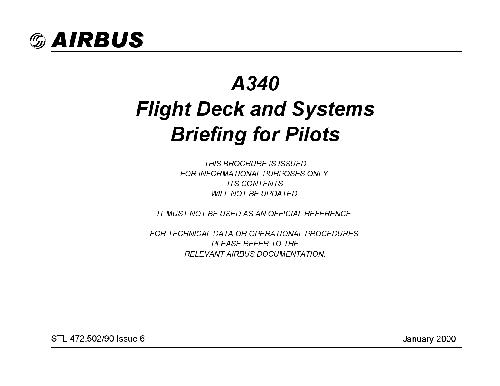 AIRBUS
A340
Flight Deck and Systems
Briefing for Pilots
THIS BROCHURE IS ISSUED
FOR INFORMATIONAL PURPOSES ONLY
ITS CONTENTS
WILL NOT BE UPDATED.
IT MUST NOT BE USED AS AN OFFICIAL REFERENCE.
FOR TECHNICAL DATA OR OPERATIONAL PROCEDURES
PLEASE REFER TO THE
RELEVANT AIRBUS DOCUMENTATION.
STL 472.502/90 Issue 6
January 2000